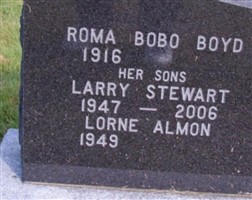 ROMA BOBO BOYD
1916
HER SONS
LARRY STEWART
1947 — 2006
LORNE ALMON
1949